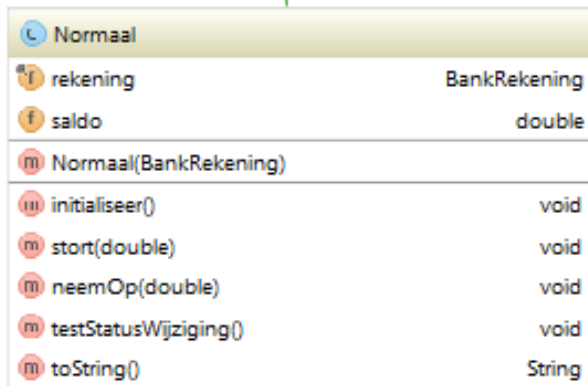 C Normaal
f rekening BankRekening
f saldo double
m Normaal(BankRekening)
m initialiseer() void
m stort(double) void
m neemOp(double) void
m testStatusWijziging() void
m toString() String